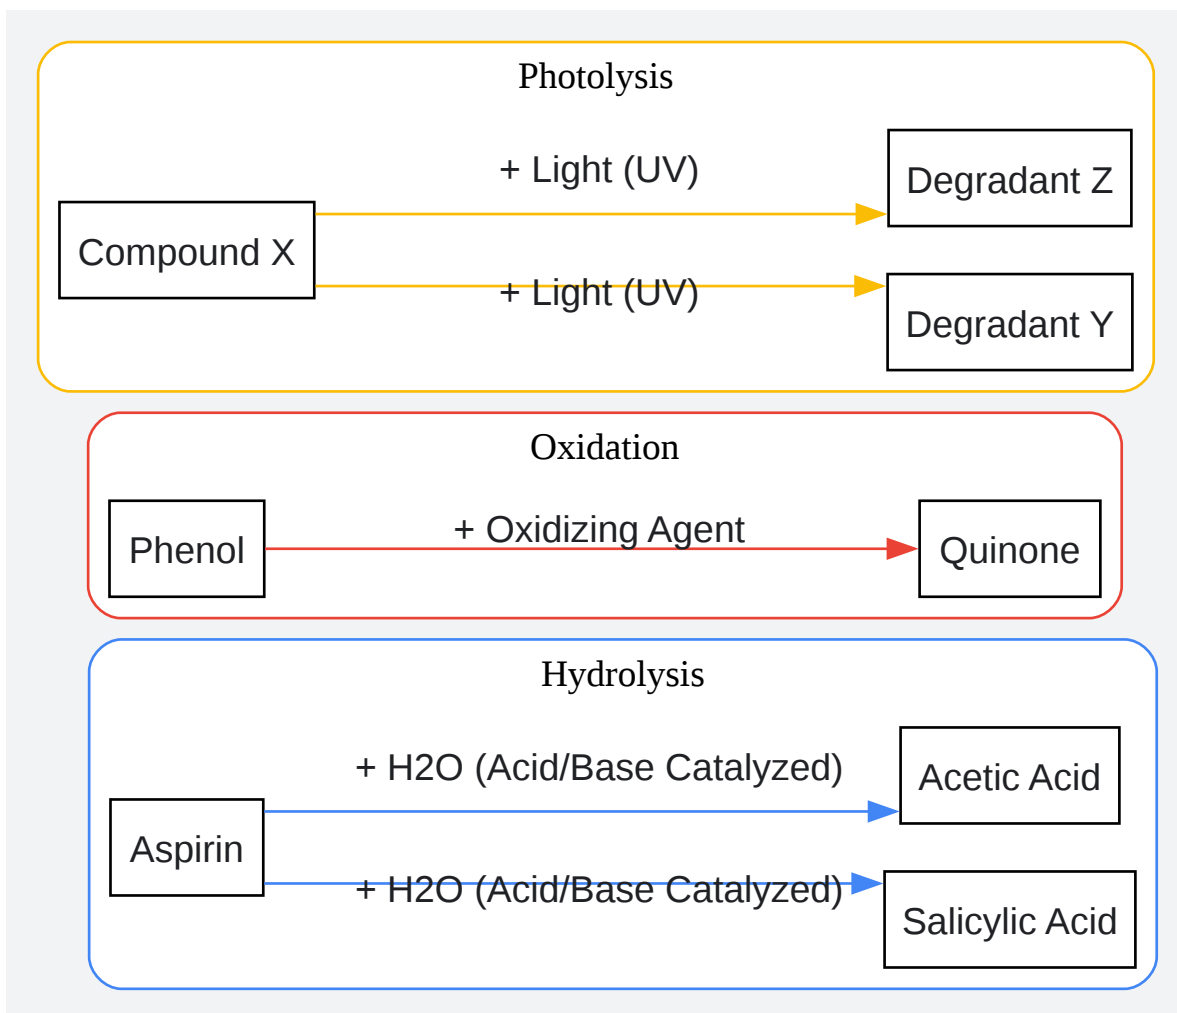 Photolysis
+ Light (UV)
Degradant Z
Compound X
+ Light (UV)
Degradant Y
Oxidation
Phenol
+ Oxidizing Agent
Quinone
Hydrolysis
+ H2O (Acid/Base Catalyzed)
Acetic Acid
Aspirin
+ H2O (Acid/Base Catalyzed)
Salicylic Acid